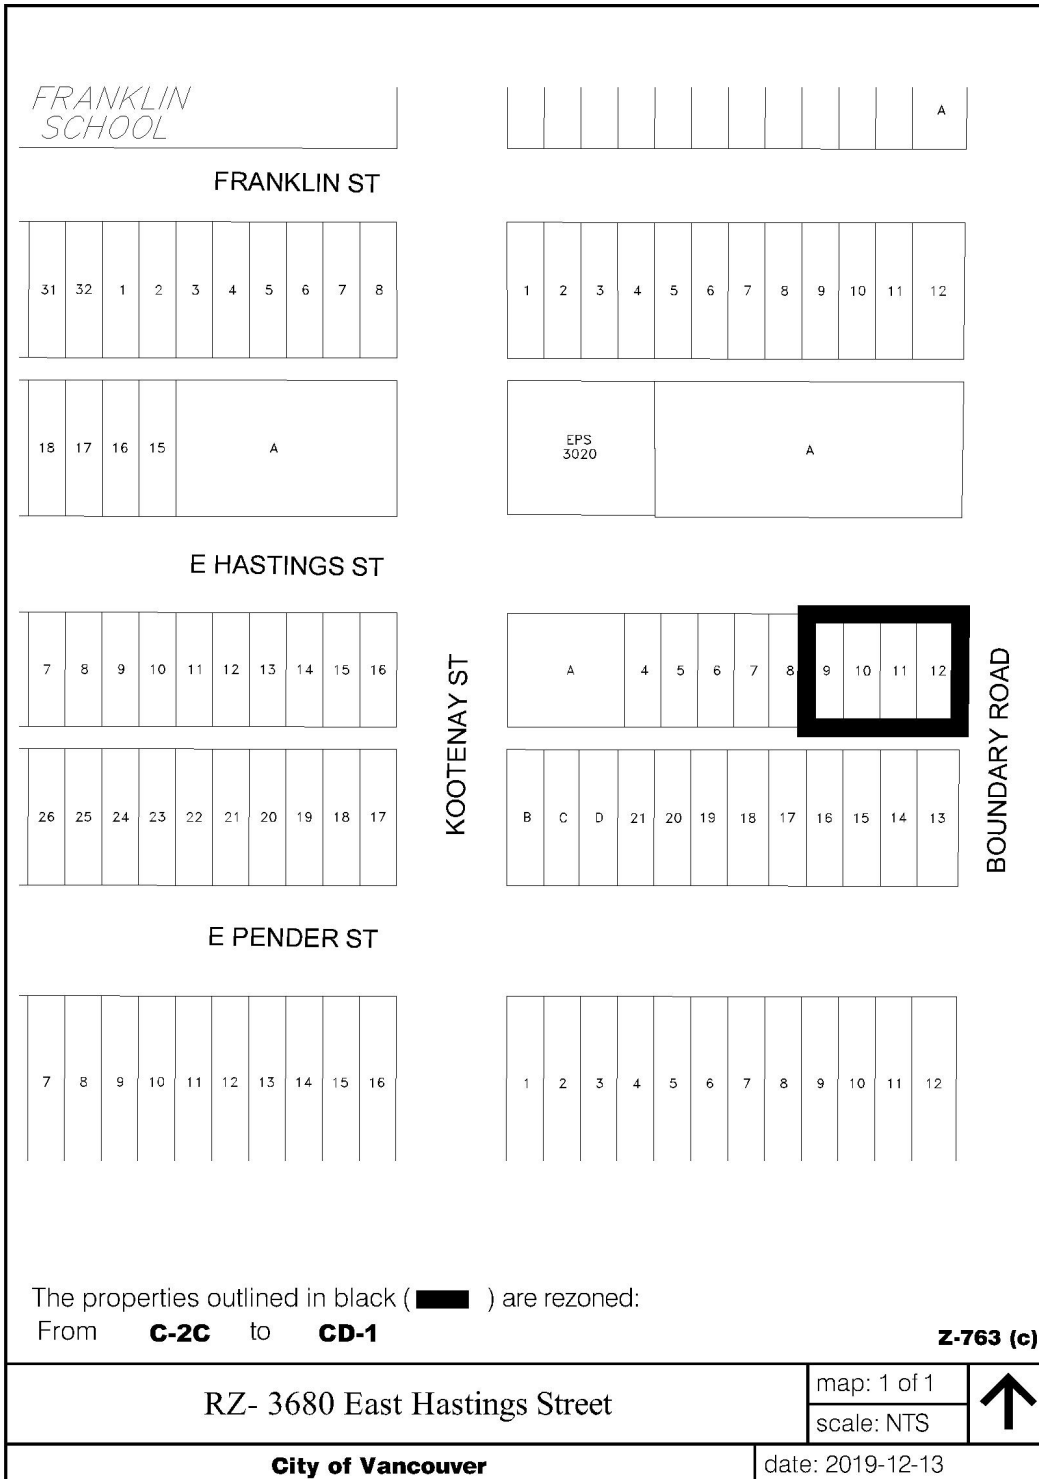 FRANKLIN
SCHOOL
A
FRANKLIN ST
31 32 1 2 3 4 5 6 7 8
1 2 3 4 5 6 7 8 9 10 11 12
18 17 16 15 A
EPS
3020
A
E HASTINGS ST
7 8 9 10 11 12 13 14 15 16
KOOTENAY ST
A 4 5 6 7 8 9 10 11 12
BOUNDARY ROAD
26 25 24 23 22 21 20 19 18 17
B C D 21 20 19 18 17 16 15 14 13
E PENDER ST
7 8 9 10 11 12 13 14 15 16
1 2 3 4 5 6 7 8 9 10 11 12
The properties outlined in black ( ) are rezoned:
From C-2C to CD-1
Z-763 (c)
RZ- 3680 East Hastings Street
map: 1 of 1
scale: NTS
City of Vancouver
date: 2019-12-13